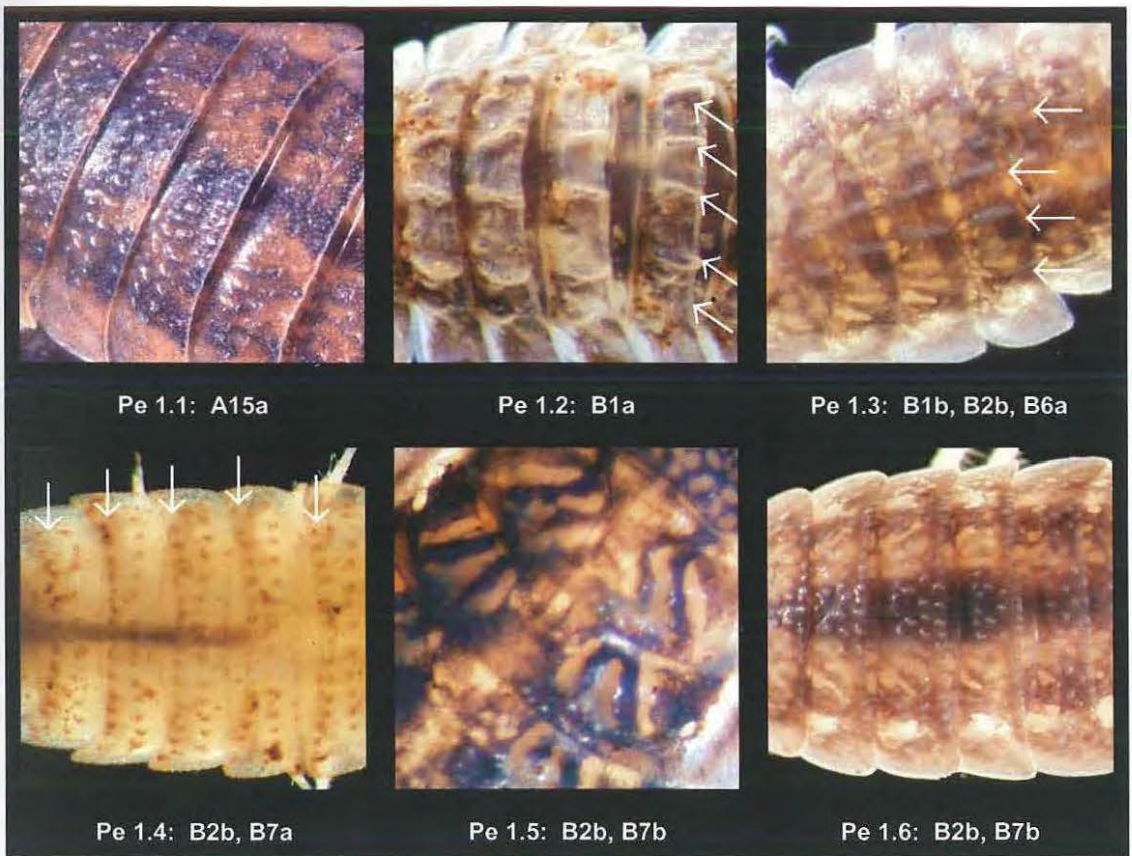 Pe 1.1: A15a
Pe 1.2: B1a
Pe 1.3: B1b, B2b, B6a
Pe 1.4: B2b, B7a
Pe 1.5: B2b, B7b
Pe 1.6: B2b, B7b